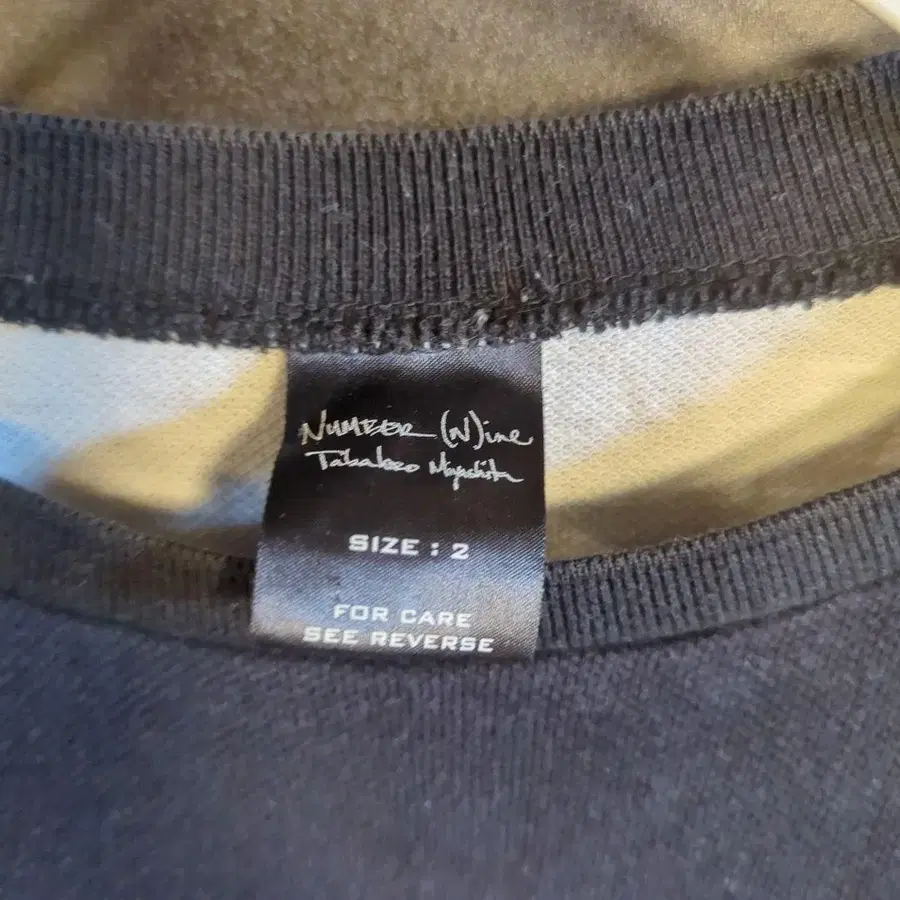 NUMBER (N)ine
Takahiro Miyashita
SIZE : 2
FOR CARE
SEE REVERSE